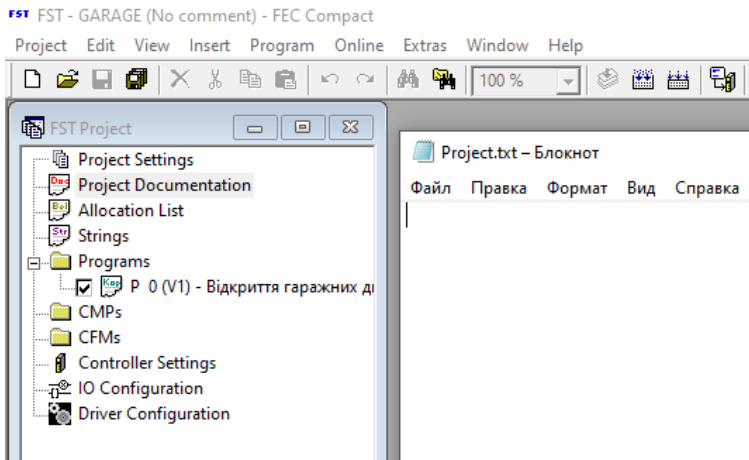 FST FST - GARAGE (No comment) - FEC Compact
Project Edit View Insert Program Online Extras Window Help
100 %
FST Project
Project Settings
Project Documentation
Allocation List
Strings
Programs
P 0 (V1) - Відкриття гаражних
CMPs
CFMs
Controller Settings
IO Configuration
Driver Configuration
Project.txt – Блокнот
Файл Правка Формат Вид Справка